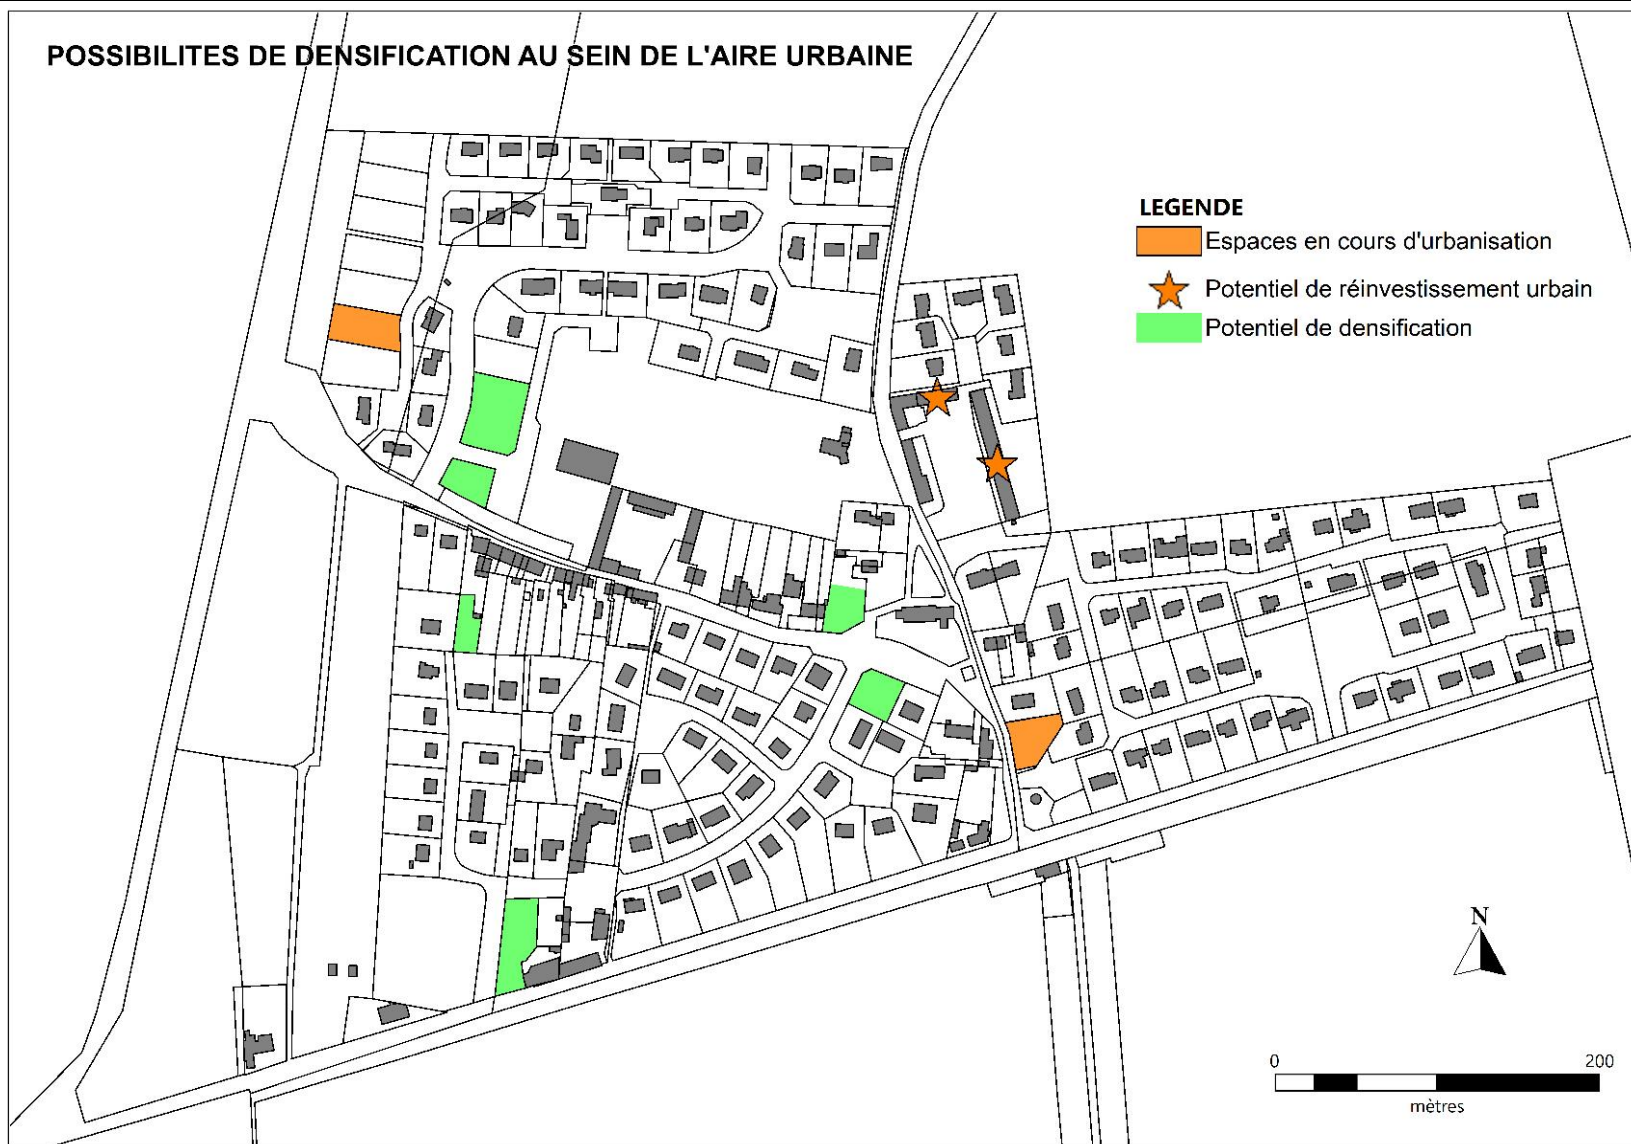 POSSIBILITES DE DENSIFICATION AU SEIN DE L'AIRE URBAINE
LEGENDE
Espaces en cours d'urbanisation
Potentiel de réinvestissement urbain
Potentiel de densification
N
0 200
mètres